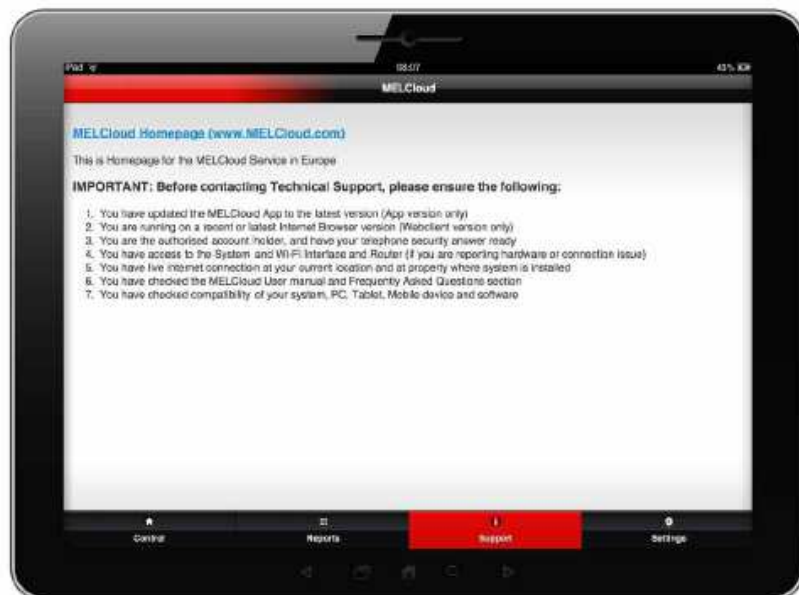 iPad 08:07 43%
MELCloud
MELCloud Homepage (www.MELCloud.com)
This is Homepage for the MELCloud Service in Europe
IMPORTANT: Before contacting Technical Support, please ensure the following:
1. You have updated the MELCloud App to the latest version (App version only)
2. You are running on a recent or latest Internet Browser version (Webclient version only)
3. You are the authorised account holder, and have your telephone security answer ready
4. You have access to the System and Wi-Fi Interface and Router (if you are reporting hardware or connection issue)
5. You have live internet connection at your current location and at property where system is installed
6. You have checked the MELCloud User manual and Frequently Asked Questions section
7. You have checked compatibility of your system, PC, Tablet, Mobile device and software
Control Reports Support Settings